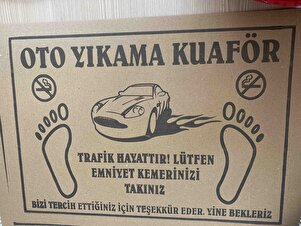 OTO YIKAMA KUAFÖR
TRAFİK HAYATTIR! LÜTFEN
EMNİYET KEMERİNİZİ
TAKINIZ
BİZİ TERCİH ETTİĞİNİZ İÇİN TEŞEKKÜR EDER. YİNE BEKLERİZ